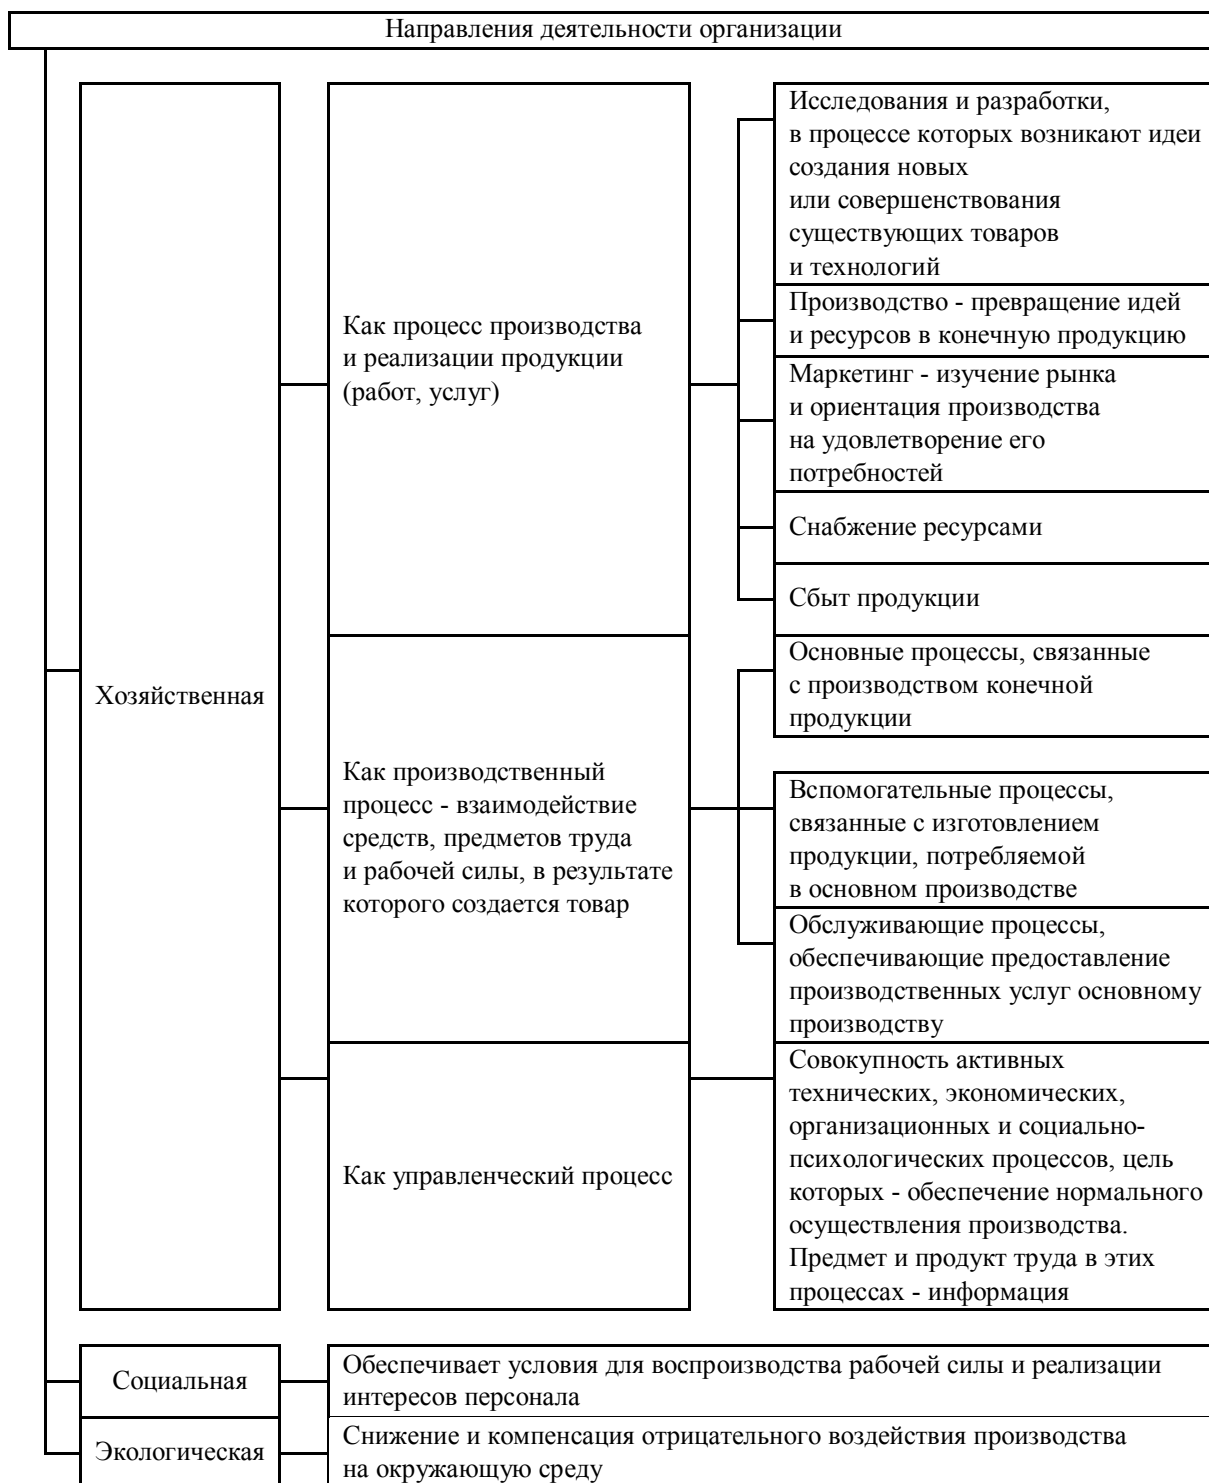 Направления деятельности организации
Хозяйственная
Как процесс производства
и реализации продукции
(работ, услуг)
Исследования и разработки,
в процессе которых возникают идеи
создания новых
или совершенствования
существующих товаров
и технологий
Производство - превращение идей
и ресурсов в конечную продукцию
Маркетинг - изучение рынка
и ориентация производства
на удовлетворение его
потребностей
Снабжение ресурсами
Сбыт продукции
Как производственный
процесс - взаимодействие
средств, предметов труда
и рабочей силы, в результате
которого создается товар
Основные процессы, связанные
с производством конечной
продукции
Вспомогательные процессы,
связанные с изготовлением
продукции, потребляемой
в основном производстве
Обслуживающие процессы,
обеспечивающие предоставление
производственных услуг основному
производству
Как управленческий процесс
Совокупность активных
технических, экономических,
организационных и социально-
психологических процессов, цель
которых - обеспечение нормального
осуществления производства.
Предмет и продукт труда в этих
процессах - информация
Социальная
Обеспечивает условия для воспроизводства рабочей силы и реализации
интересов персонала
Экологическая
Снижение и компенсация отрицательного воздействия производства
на окружающую среду